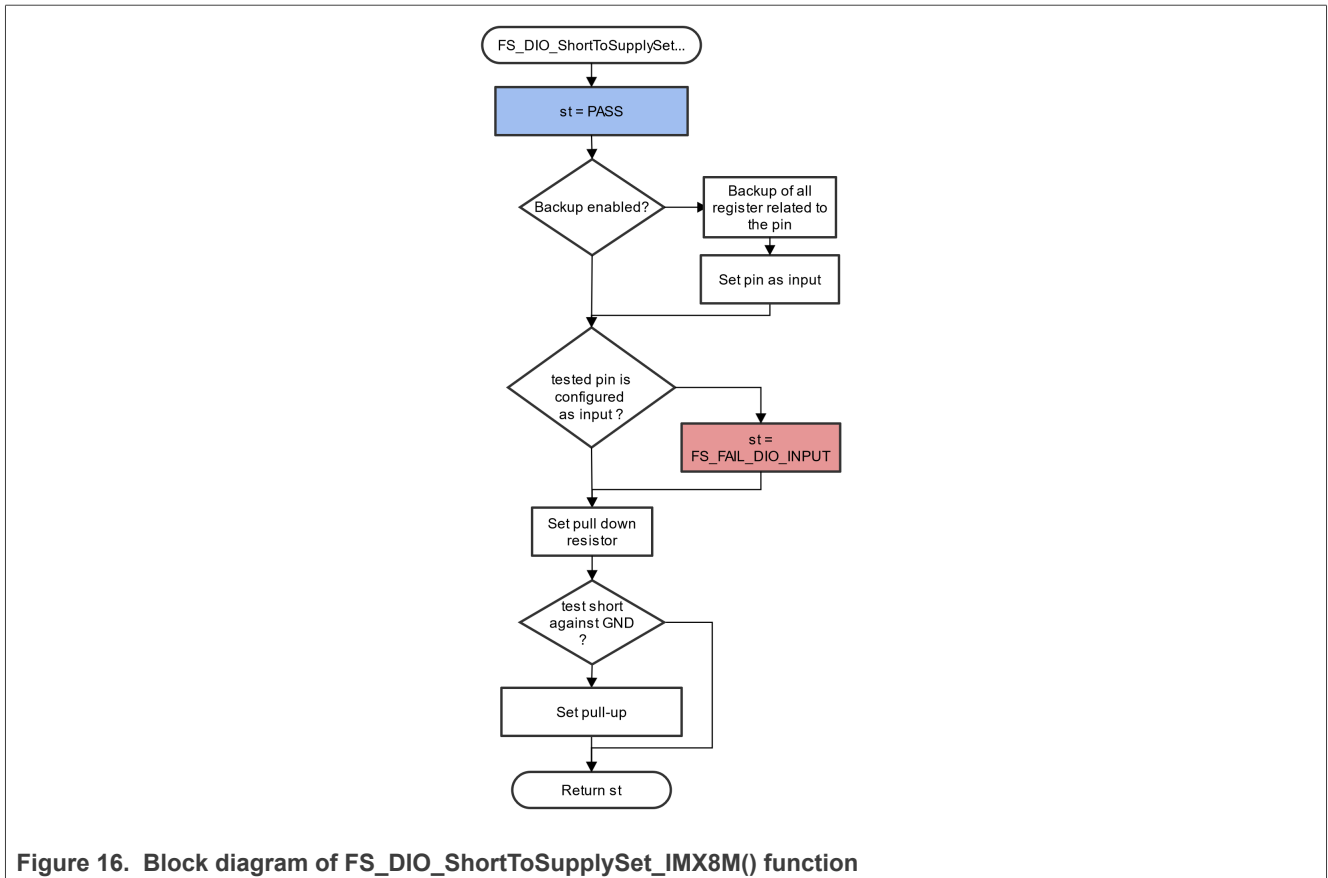 FS_DIO_ShortToSupplySet...
st = PASS
Backup enabled?
Backup of all
register related to
the pin
Set pin as input
tested pin is
configured
as input ?
st =
FS_FAIL_DIO_INPUT
Set pull down
resistor
test short
against GND
?
Set pull-up
Return st
Figure 16. Block diagram of FS_DIO_ShortToSupplySet_IMX8M() function